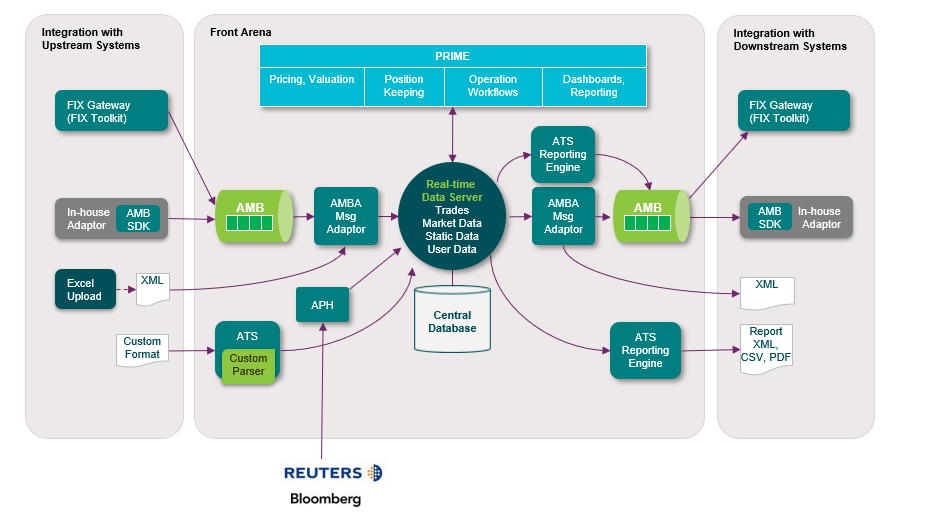 Integration with
Upstream Systems
Front Arena
Integration with
Downstream Systems
PRIME
Pricing, Valuation
Position
Keeping
Operation
Workflows
Dashboards,
Reporting
FIX Gateway
(FIX Toolkit)
FIX Gateway
(FIX Toolkit)
ATS
Reporting
Engine
In-house
Adaptor
AMB
SDK
AMB
AMBA
Msg
Adaptor
Real-time
Data Server
Trades
Market Data
Static Data
User Data
AMBA
Msg
Adaptor
AMB
AMB
SDK
In-house
Adaptor
Excel
Upload
XML
XML
APH
Central
Database
Custom
Format
ATS
Custom
Parser
ATS
Reporting
Engine
Report
XML,
CSV, PDF
REUTERS
Bloomberg